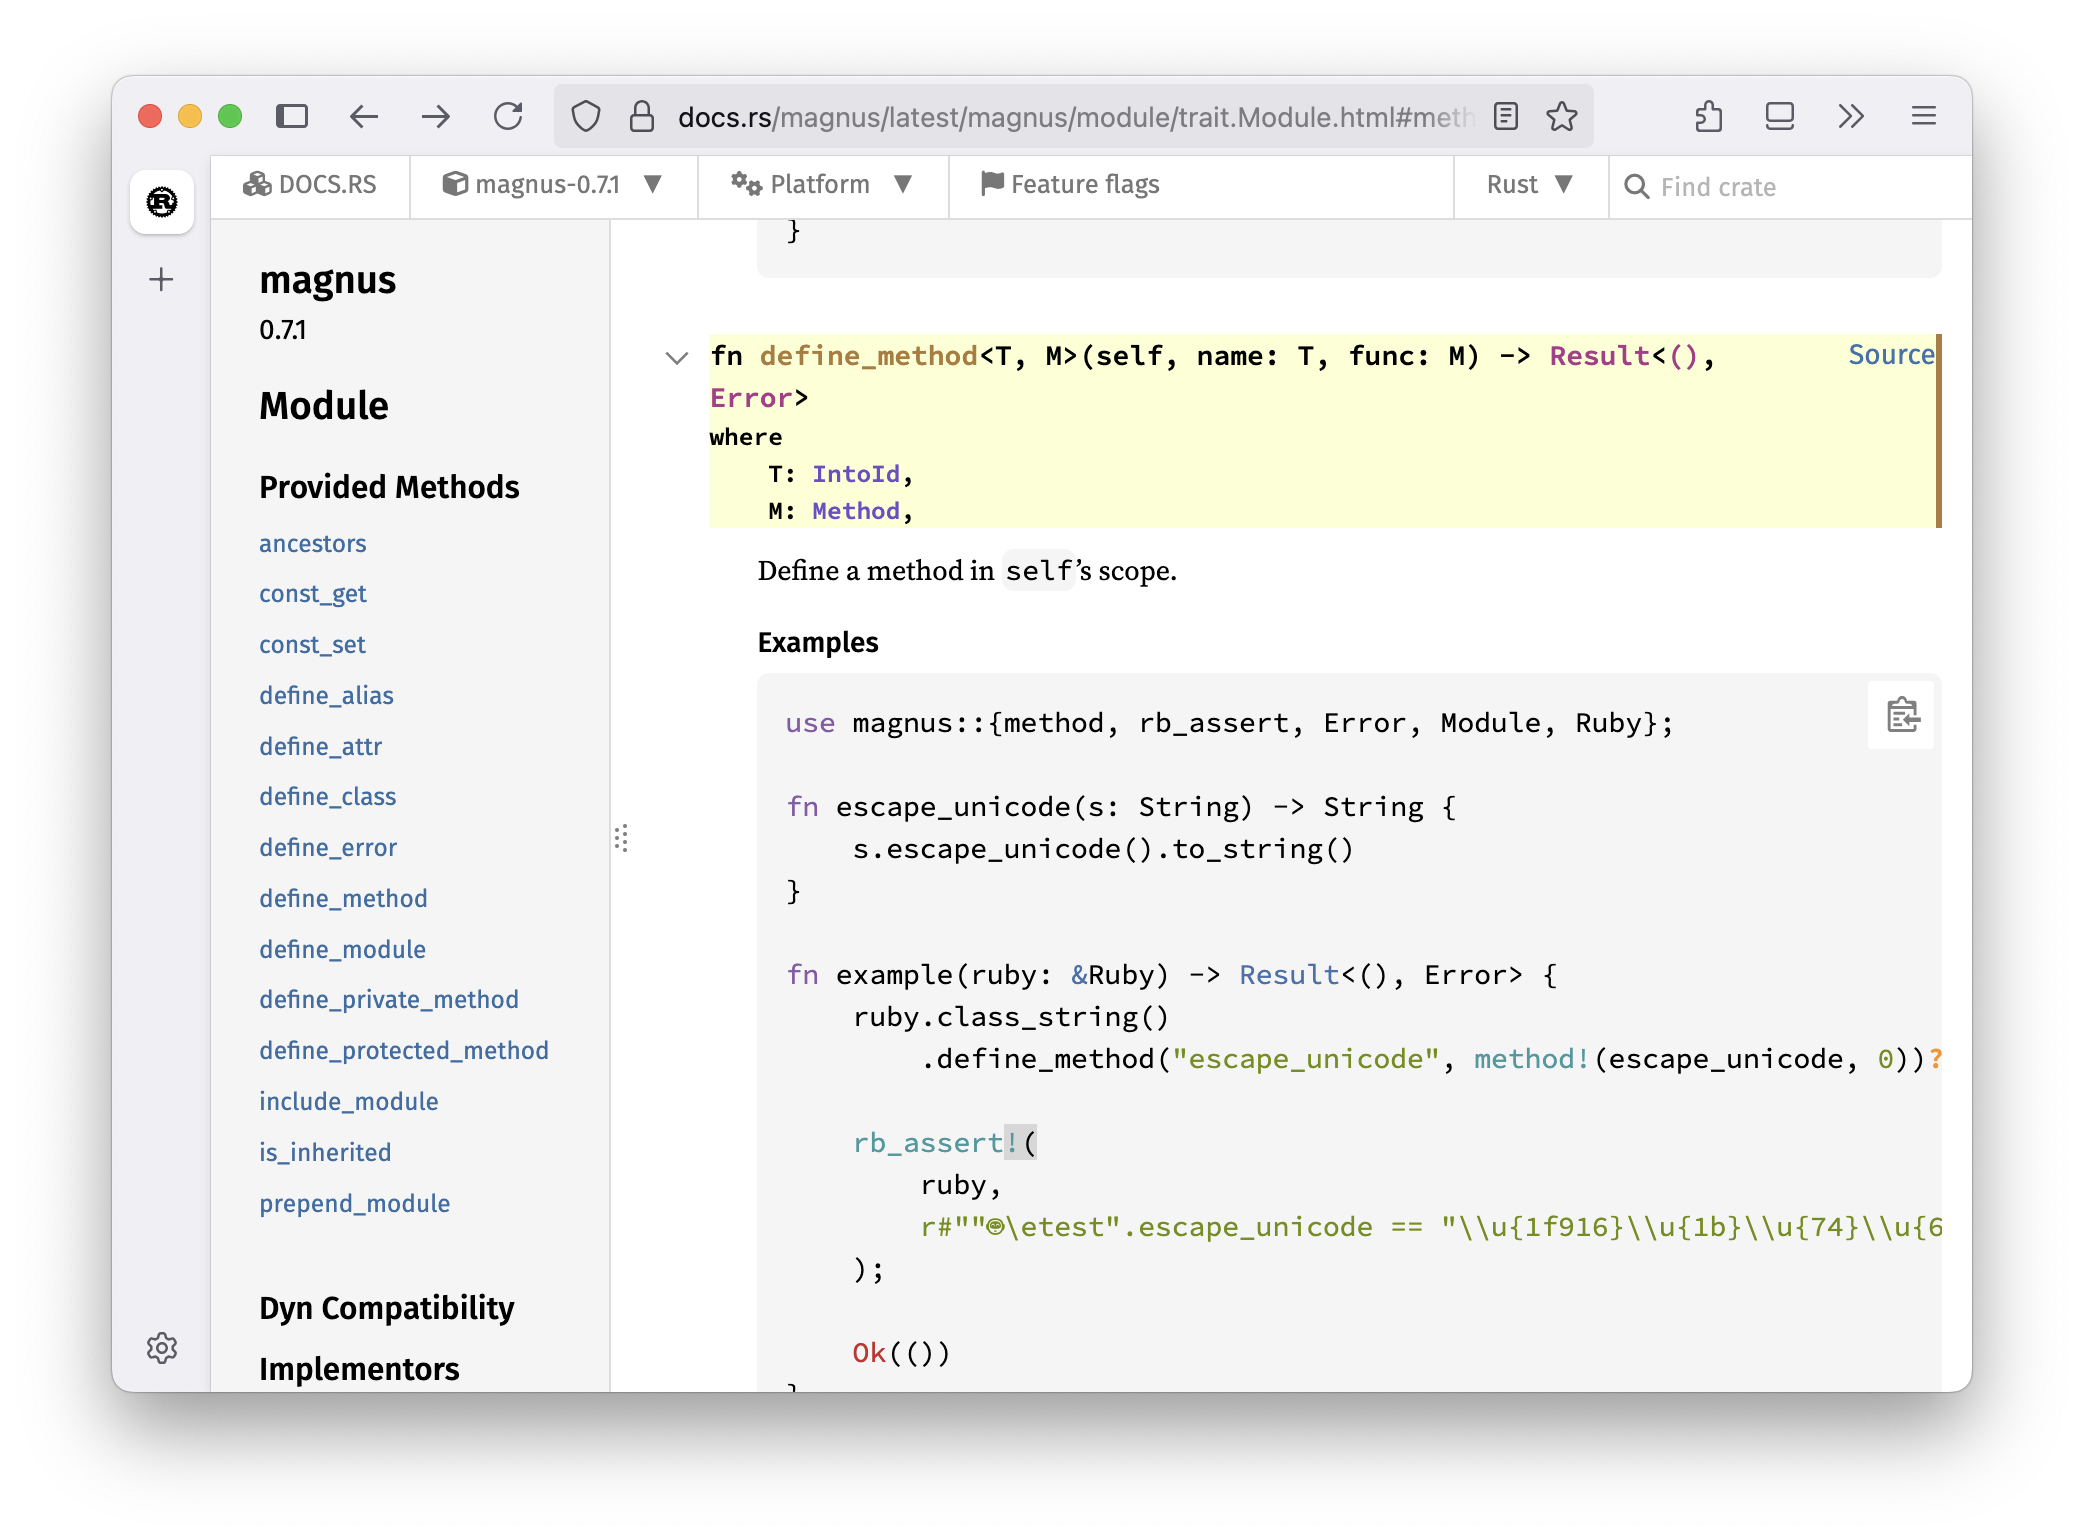 docs.rs/magnus/latest/magnus/module/trait.Module.html#meth
DOCS.RS
magnus-0.7.1
Platform
Feature flags
Rust
Find crate
magnus
0.7.1
Module
Provided Methods
ancestors
const_get
const_set
define_alias
define_attr
define_class
define_error
define_method
define_module
define_private_method
define_protected_method
include_module
is_inherited
prepend_module
Dyn Compatibility
Implementors
}
fn define_method<T, M>(self, name: T, func: M) -> Result<(),
Error>
Source
where
    T: IntoId,
    M: Method,
Define a method in self’s scope.
Examples
use magnus::{method, rb_assert, Error, Module, Ruby};
fn escape_unicode(s: String) -> String {
    s.escape_unicode().to_string()
}
fn example(ruby: &Ruby) -> Result<(), Error> {
    ruby.class_string()
        .define_method("escape_unicode", method!(escape_unicode, 0))?
    rb_assert!(
        ruby,
        r#""🤖\etest".escape_unicode == "\\u{1f916}\\u{1b}\\u{74}\\u{6
    );
    Ok(())
}